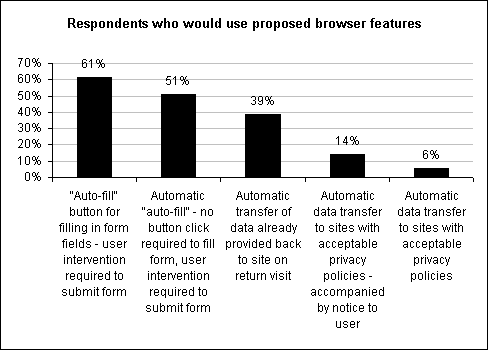 Respondents who would use proposed browser features
70%
60%
50%
40%
30%
20%
10%
0%
61%
51%
39%
14%
6%
"Auto-fill"
button for
filling in form
fields - user
intervention
required to
submit form
Automatic
"auto-fill" - no
button click
required to fill
form, user
intervention
required to
submit form
Automatic
transfer of
data already
provided back
to site on
return visit
Automatic
data transfer
to sites with
acceptable
privacy
policies -
accompanied
by notice to
user
Automatic
data transfer
to sites with
acceptable
privacy
policies